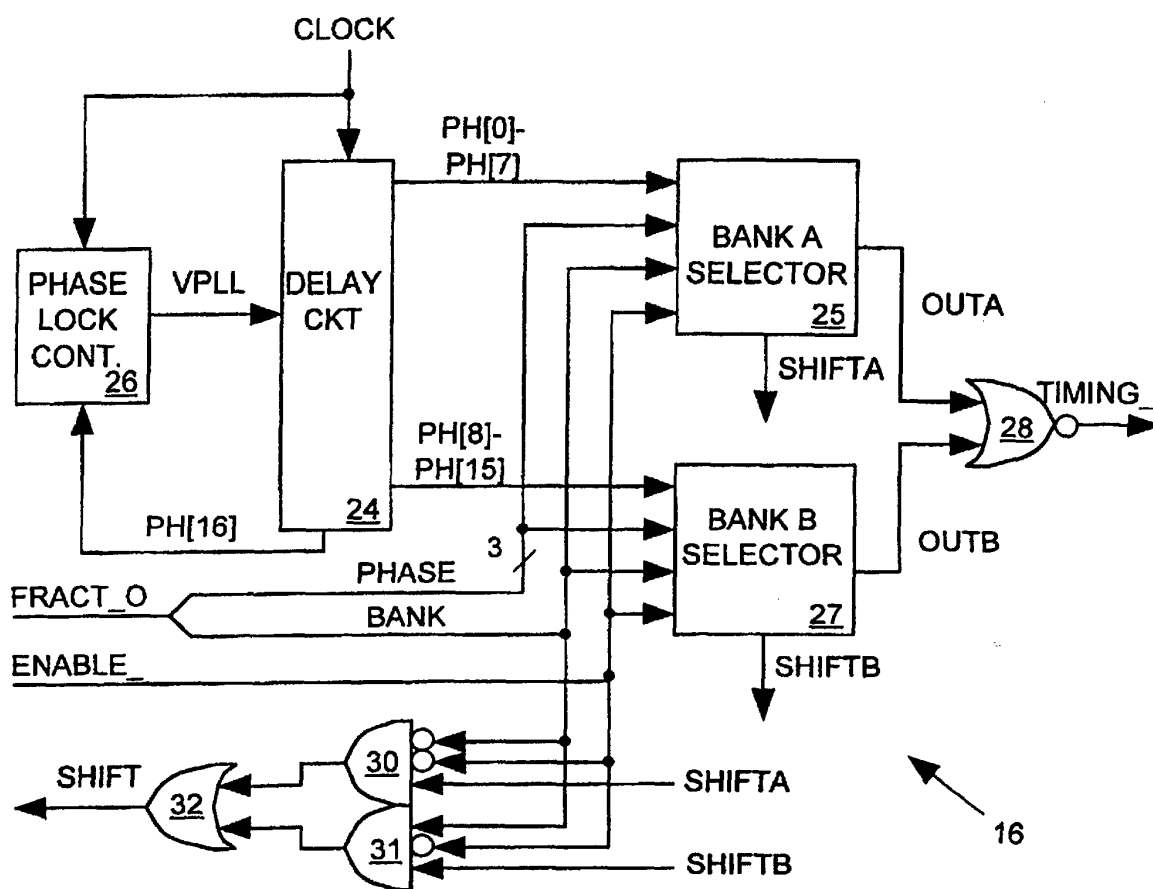 CLOCK
PH[0]-
PH[7]
PHASE
LOCK
CONT.
26
VPLL
DELAY
CKT
24
BANK A
SELECTOR
25
OUTA
SHIFTA
TIMING_
28
PH[8]-
PH[15]
PH[16]
BANK B
SELECTOR
27
OUTB
3
PHASE
FRACT_O
BANK
ENABLE_
SHIFTB
SHIFT
32
30
SHIFTA
31
SHIFTB
16